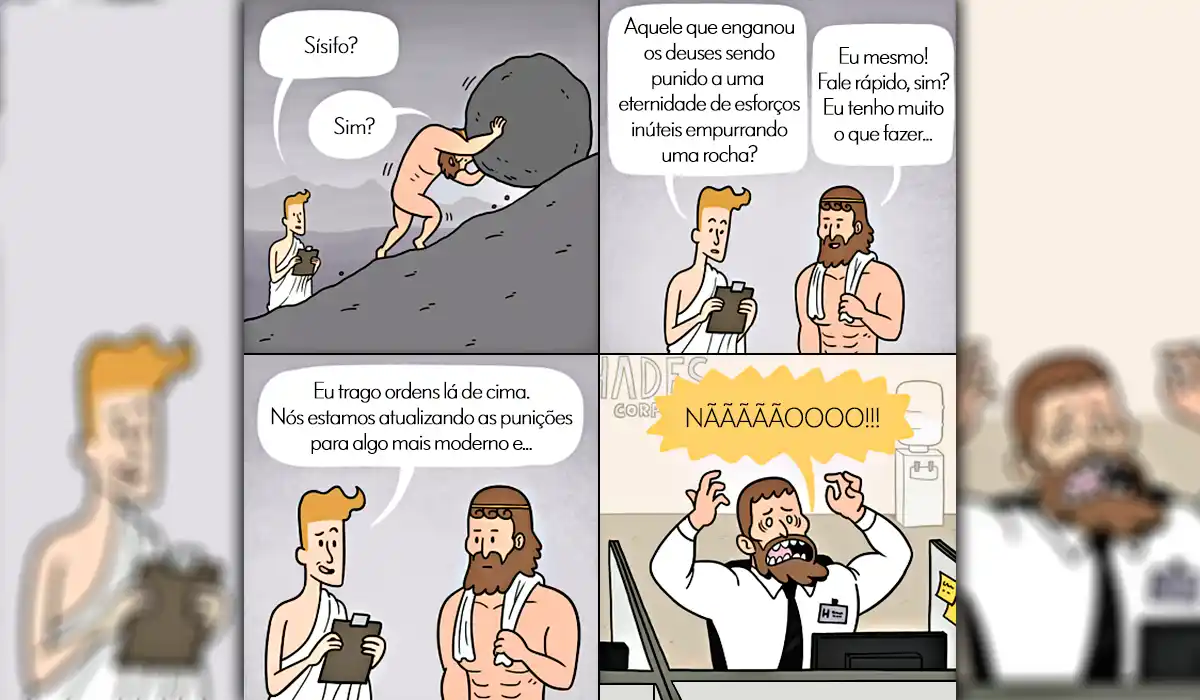 Sísifo?
Sim?
Aquele que enganou
os deuses sendo
punido a uma
eternidade de esforços
inúteis empurrando
uma rocha?
Eu mesmo!
Fale rápido, sim?
Eu tenho muito
o que fazer...
Eu trago ordens lá de cima.
Nós estamos atualizando as punições
para algo mais moderno e...
HADES
CORP
NÃÃÃÃÃOOOO!!!
H